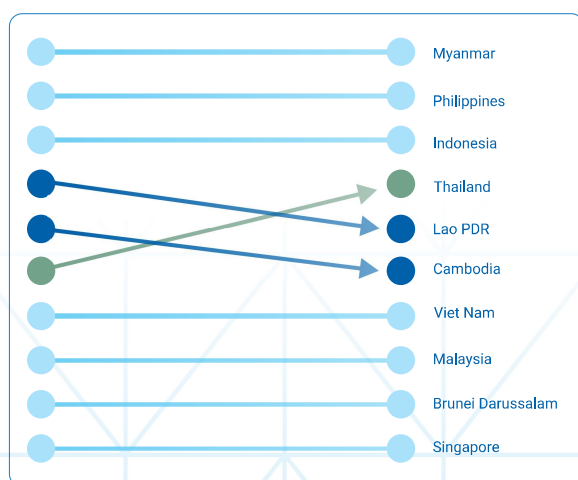 Myanmar
Philippines
Indonesia
Thailand
Lao PDR
Cambodia
Viet Nam
Malaysia
Brunei Darussalam
Singapore